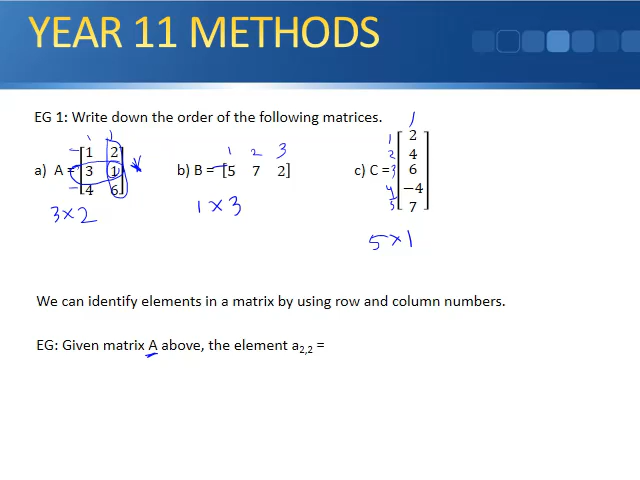 YEAR 11 METHODS
EG 1: Write down the order of the following matrices.
1 1
1 2 3
1
a) A = [1 2
3 1
4 6]
b) B = [5 7 2]
c) C = [2
4
6
−4
7]
1
2
3
4
5
3 × 2
1 × 3
5 × 1
We can identify elements in a matrix by using row and column numbers.
EG: Given matrix A above, the element a2,2 =